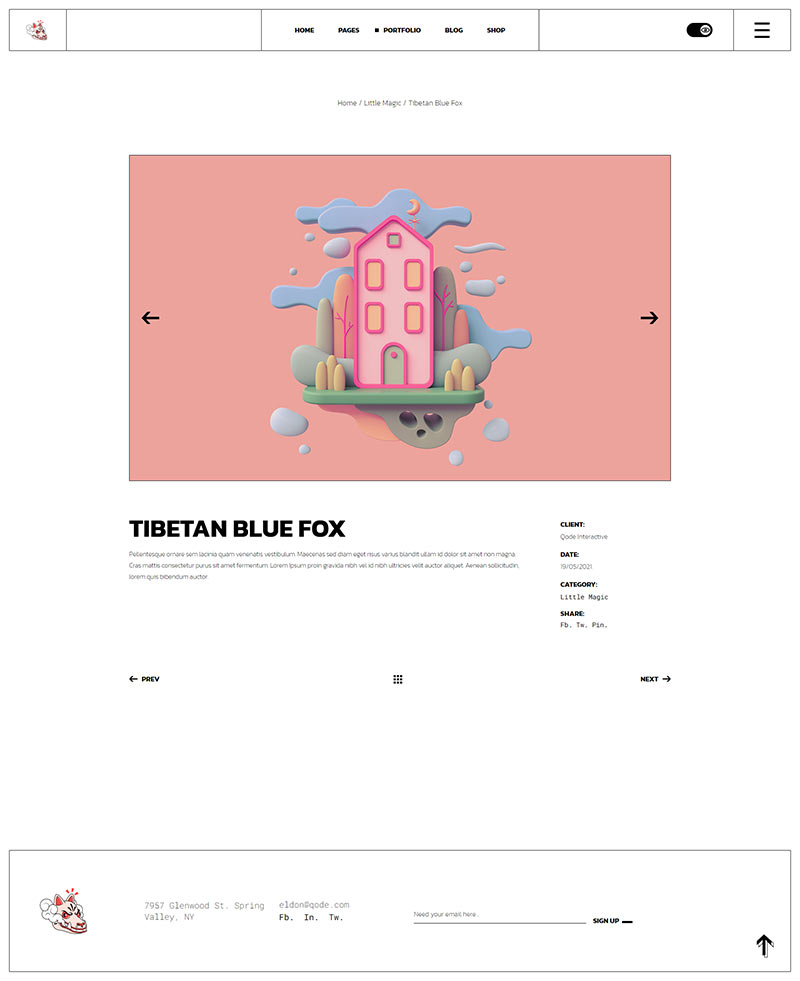 HOME PAGES PORTFOLIO BLOG SHOP
Home / Little Magic / Tibetan Blue Fox
TIBETAN BLUE FOX
Pellentesque ornare sem lacinia quam venenatis vestibulum. Maecenas sed diam eget risus varius blandit ullam id dolor sit amet non magna.
Cras mattis consectetur purus sit amet fermentum. Lorem Ipsum proin gravida nibh vel id nibh ultricies velit auctor aliquet. Aenean sollicitudin,
lorem quis bibendum auctor.
CLIENT:
Qode Interactive
DATE:
19/05/2021.
CATEGORY:
Little Magic
SHARE:
Fb. Tw. Pin.
PREV
NEXT
7957 Glenwood St. Spring
Valley, NY
eldon@qode.com
Fb. In. Tw.
Need your email here...
SIGN UP